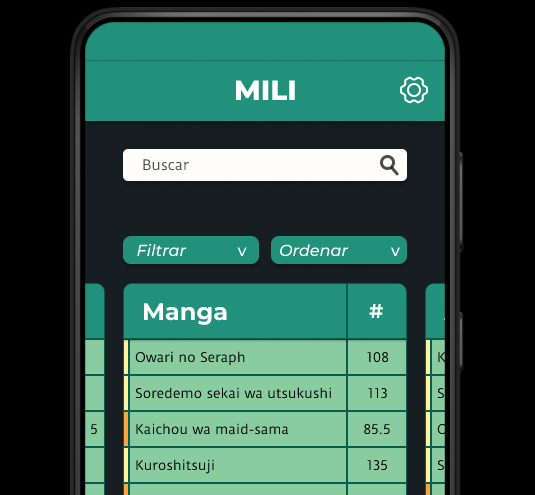 MILI
Buscar
Filtrar v Ordenar v
Manga #
Owari no Seraph 108
Soredemo sekai wa utsukushi 113
5 Kaichou wa maid-sama 85.5
Kuroshitsuji 135